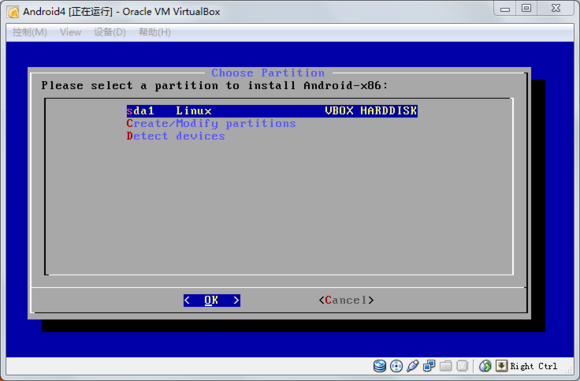 Android4 [正在运行] - Oracle VM VirtualBox
控制(M) View 设备(D) 帮助(H)
Choose Partition
Please select a partition to install Android-x86:
sda1 Linux VBOX HARDDISK
Create/Modify partitions
Detect devices
< OK > <Cancel>
Right Ctrl